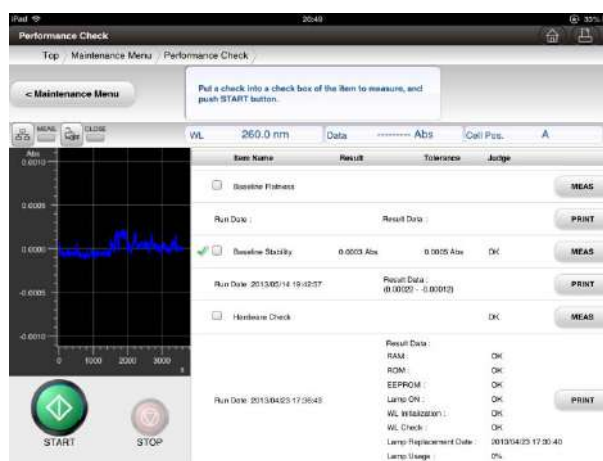 iPad 20:49 33%
Performance Check
Top Maintenance Menu Performance Check
< Maintenance Menu
Put a check into a check box of the item to measure, and
push START button.
MEAS. CLOSE
WL 260.0 nm Data --------- Abs Cell Pos. A
Item Name Result Tolerance Judge
Baseline Flatness MEAS
Run Date : Result Data : PRINT
Baseline Stability 0.0003 Abs 0.0005 Abs OK MEAS
Run Date :2013/05/14 19:42:37 Result Data :
(0.00020 - -0.00012) PRINT
Hardware Check OK MEAS
Result Data :
RAM : OK
ROM : OK
EEPROM : OK
Run Date :2013/04/23 17:36:43 Lamp ON : OK PRINT
WL Initialization : OK
WL Check : OK
Lamp Replacement Date : 2013/04/23 17:30:40
Lamp Usage : 0%
Abs
0.0010
0.0005
0.0000
-0.0005
-0.0010
0 1000 2000 3000
s
START STOP